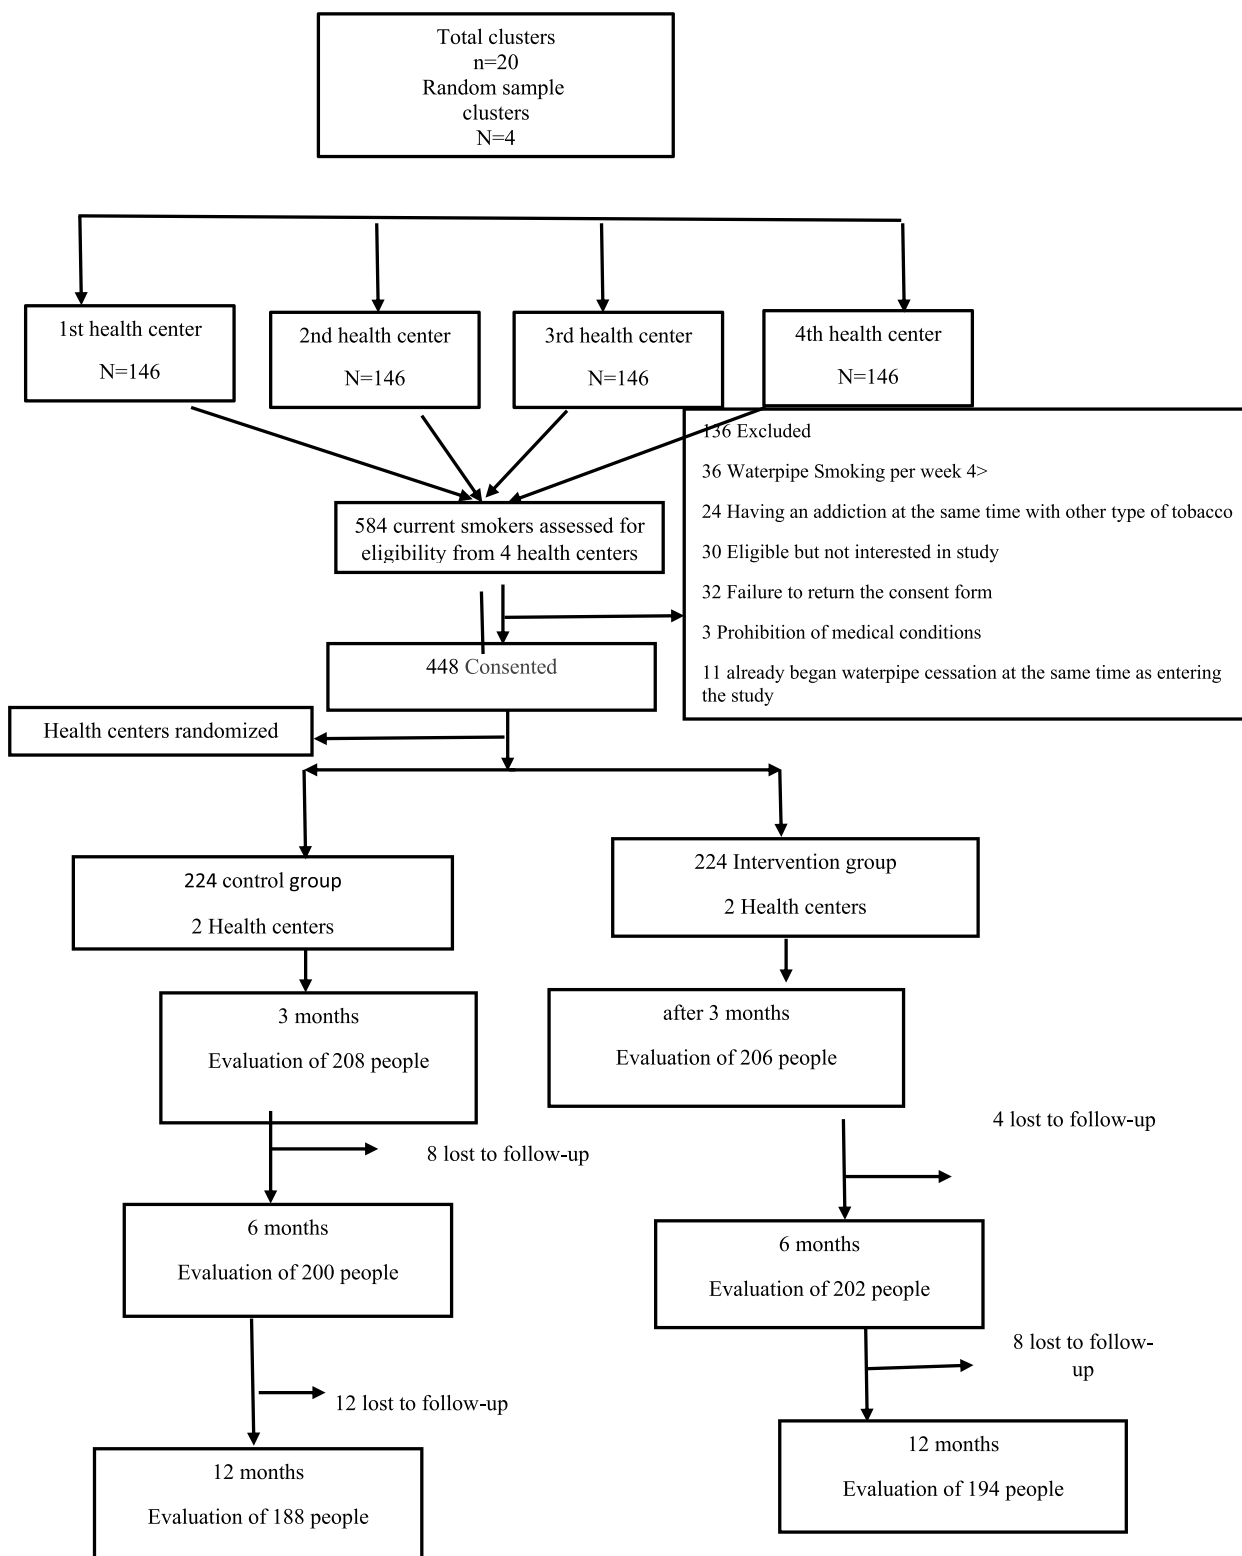 Total clusters
n=20
Random sample
clusters
N=4
1st health center
N=146
2nd health center
N=146
3rd health center
N=146
4th health center
N=146
136 Excluded
36 Waterpipe Smoking per week 4>
24 Having an addiction at the same time with other type of tobacco
30 Eligible but not interested in study
32 Failure to return the consent form
3 Prohibition of medical conditions
11 already began waterpipe cessation at the same time as entering
the study
584 current smokers assessed for
eligibility from 4 health centers
448 Consented
Health centers randomized
224 control group
2 Health centers
224 Intervention group
2 Health centers
3 months
Evaluation of 208 people
after 3 months
Evaluation of 206 people
8 lost to follow-up
4 lost to follow-up
6 months
Evaluation of 200 people
6 months
Evaluation of 202 people
12 lost to follow-up
8 lost to follow-
up
12 months
Evaluation of 188 people
12 months
Evaluation of 194 people